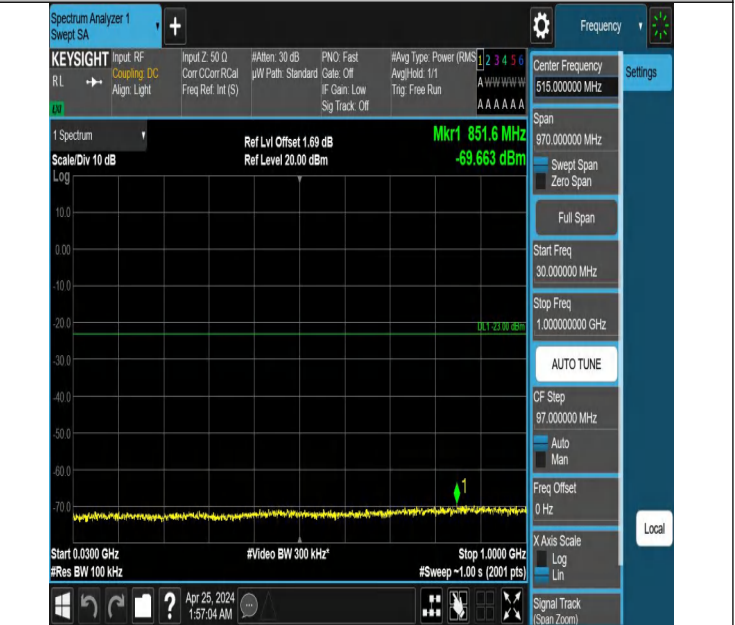 Spectrum Analyzer 1
Swept SA
+
Frequency
KEYSIGHT
Input: RF
Coupling: DC
Align: Light
Input Z: 50 Ω
Corr CCorr RCal
Freq Ref: Int (S)
#Atten: 30 dB
µW Path: Standard
PNO: Fast
Gate: Off
IF Gain: Low
Sig Track: Off
#Avg Type: Power (RMS
Avg|Hold: 1/1
Trig: Free Run
1 2 3 4 5 6
A W W W W W
A A A A A A
R L
LXI
1 Spectrum
Scale/Div 10 dB
Log
Ref Lvl Offset 1.69 dB
Ref Level 20.00 dBm
Mkr1 851.6 MHz
-69.663 dBm
10.0
0.00
-10.0
-20.0
DL1 -23.00 dBm
-30.0
-40.0
-50.0
-60.0
-70.0
1
Start 0.0300 GHz
#Res BW 100 kHz
#Video BW 300 kHz*
Stop 1.0000 GHz
#Sweep ~1.00 s (2001 pts)
Center Frequency
515.000000 MHz
Settings
Span
970.000000 MHz
Swept Span
Zero Span
Full Span
Start Freq
30.000000 MHz
Stop Freq
1.000000000 GHz
AUTO TUNE
CF Step
97.000000 MHz
Auto
Man
Freq Offset
0 Hz
X Axis Scale
Log
Lin
Local
Signal Track
(Span Zoom)
?
Apr 25, 2024
1:57:04 AM